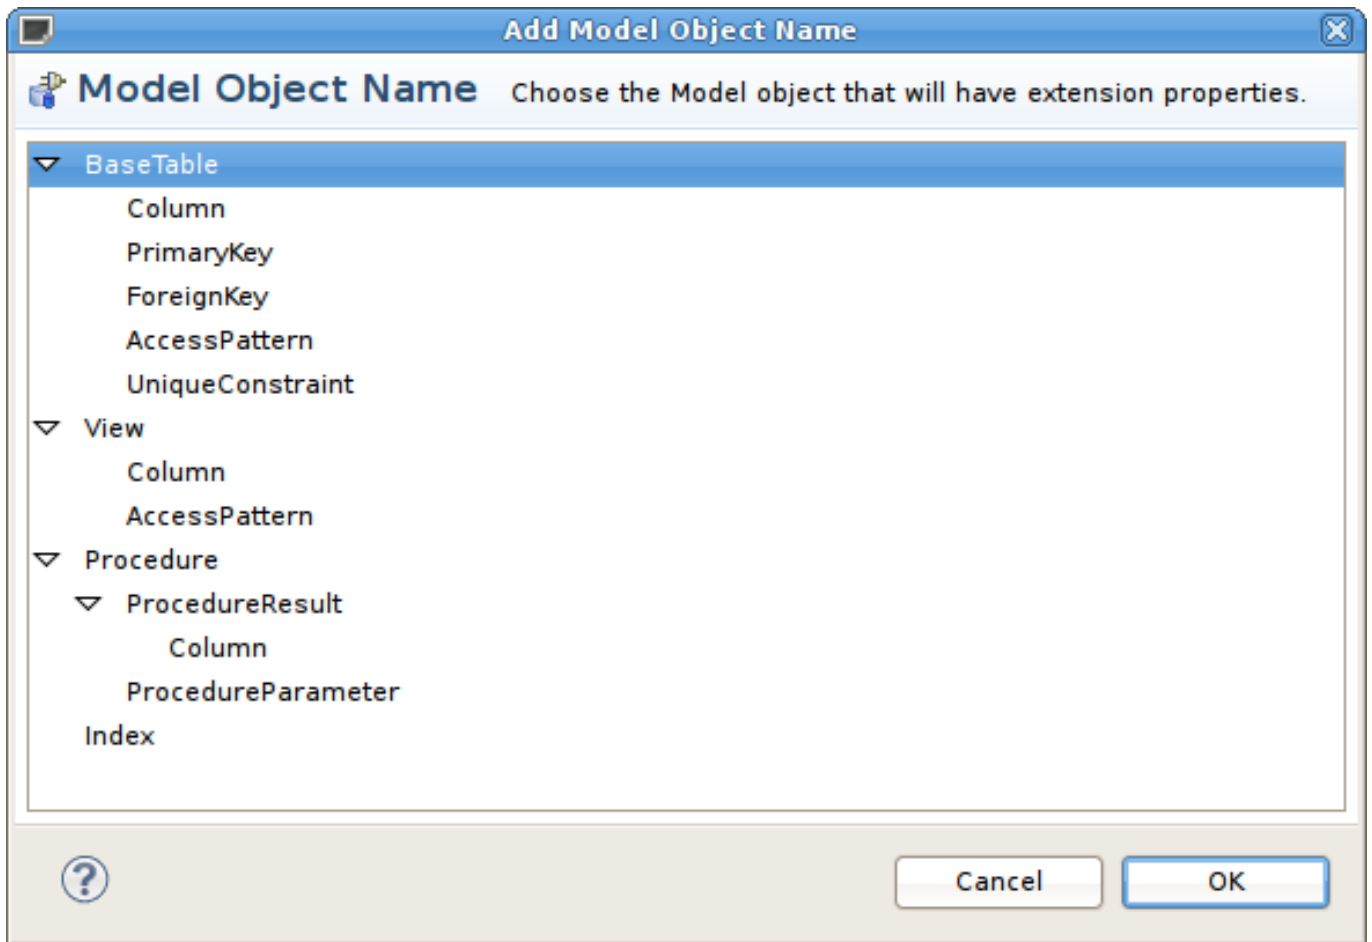 Add Model Object Name
Model Object Name Choose the Model object that will have extension properties.
BaseTable
Column
PrimaryKey
ForeignKey
AccessPattern
UniqueConstraint
View
Column
AccessPattern
Procedure
ProcedureResult
Column
ProcedureParameter
Index
? Cancel OK